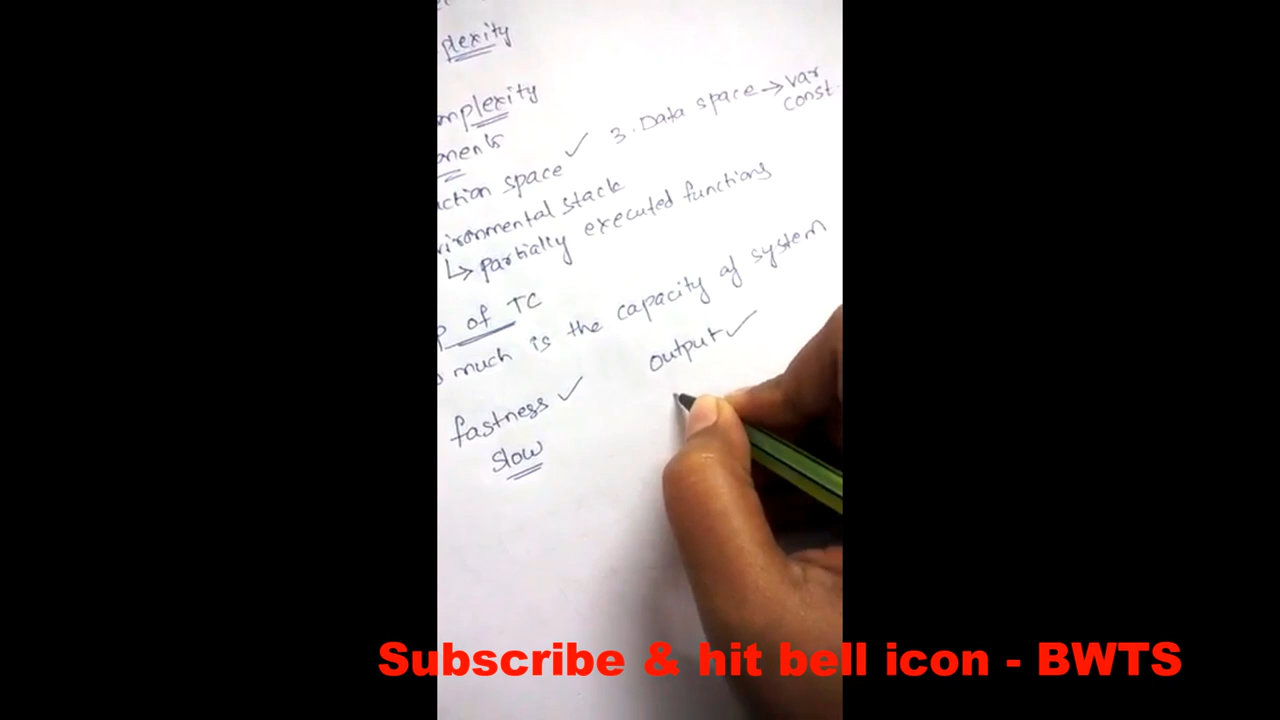 plexity
mplexity
onents
ction space ✓ 3. Data space → var
const.
vironmental stack
↳ partially executed functions
p of TC
much is the capacity of system
fastness ✓ output ✓
slow
Subscribe & hit bell icon - BWTS